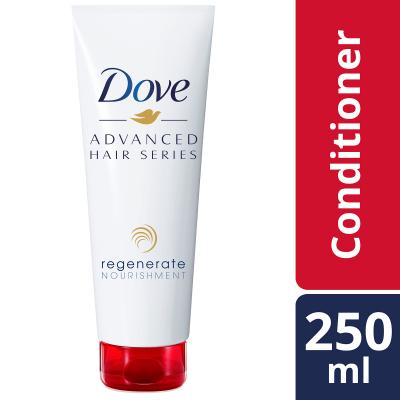 Dove
ADVANCED
HAIR SERIES
regenerate
NOURISHMENT
Conditioner
250
ml